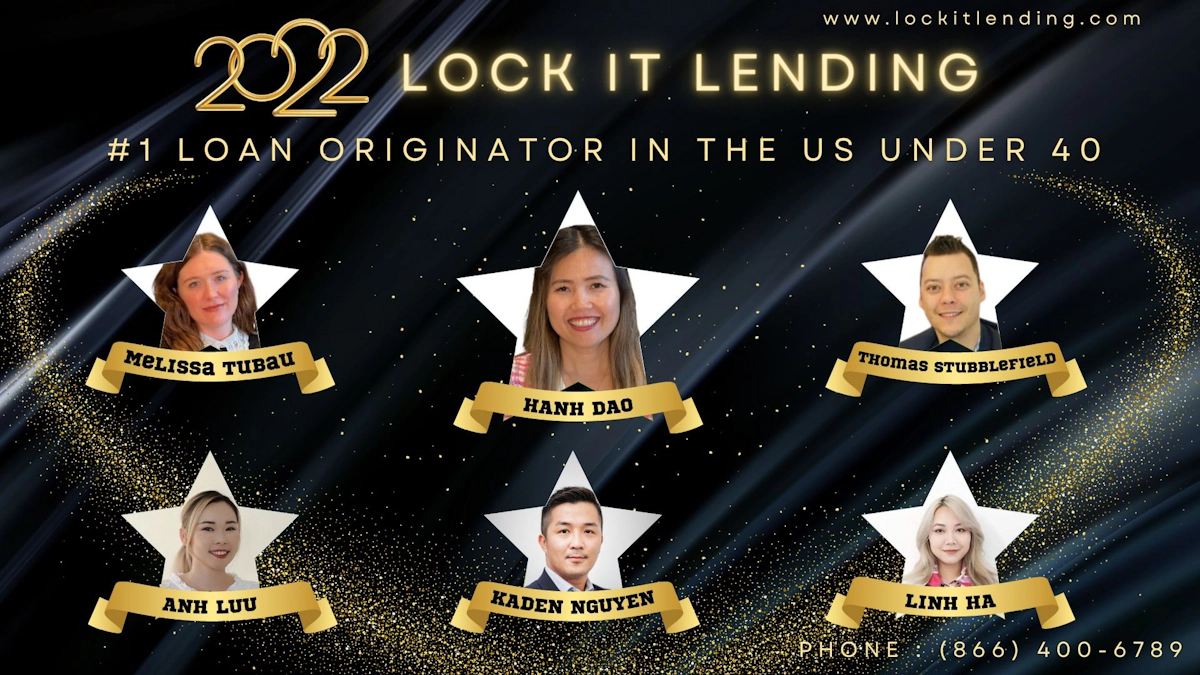 www.lockitlending.com
2022 LOCK IT LENDING
#1 LOAN ORIGINATOR IN THE US UNDER 40
Melissa Tubau
HANH DAO
Thomas Stubblefield
ANH LUU
KADEN NGUYEN
LINH HA
PHONE : (866) 400-6789